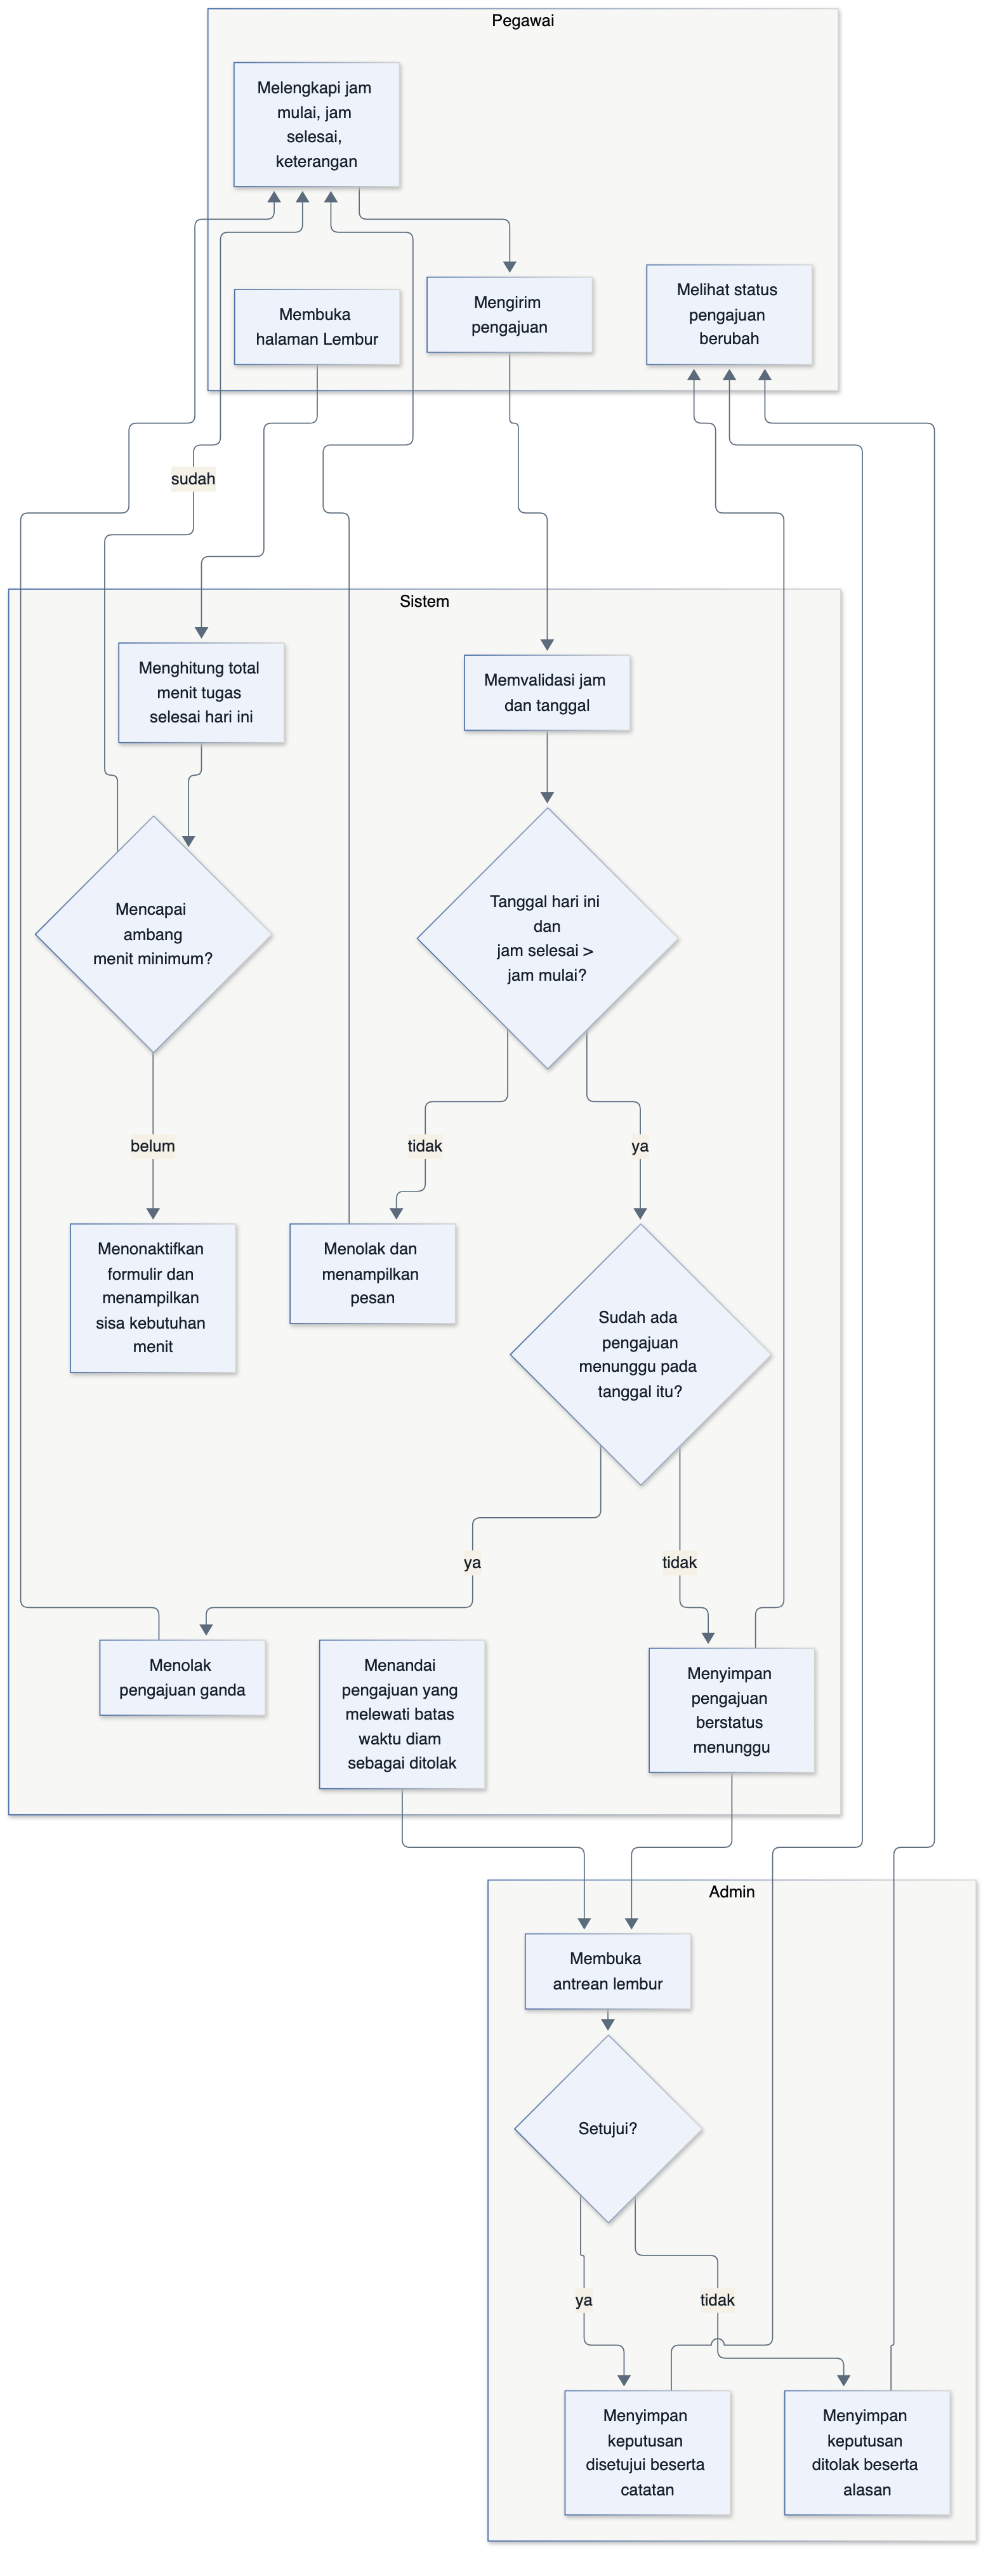 Pegawai
Melengkapi jam
mulai, jam
selesai,
keterangan
Membuka
halaman Lembur
Mengirim
pengajuan
Melihat status
pengajuan
berubah
sudah
Sistem
Menghitung total
menit tugas
selesai hari ini
Memvalidasi jam
dan tanggal
Mencapai
ambang
menit minimum?
Tanggal hari ini
dan
jam selesai >
jam mulai?
belum
tidak
ya
Menonaktifkan
formulir dan
menampilkan
sisa kebutuhan
menit
Menolak dan
menampilkan
pesan
Sudah ada
pengajuan
menunggu pada
tanggal itu?
ya
tidak
Menolak
pengajuan ganda
Menandai
pengajuan yang
melewati batas
waktu diam
sebagai ditolak
Menyimpan
pengajuan
berstatus
menunggu
Admin
Membuka
antrean lembur
Setujui?
ya
tidak
Menyimpan
keputusan
disetujui beserta
catatan
Menyimpan
keputusan
ditolak beserta
alasan